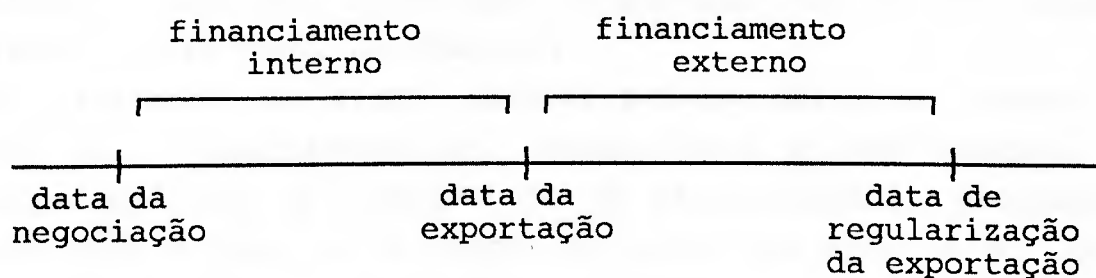 financiamento
interno
financiamento
externo
data da
negociação
data da
exportação
data de
regularização
da exportação